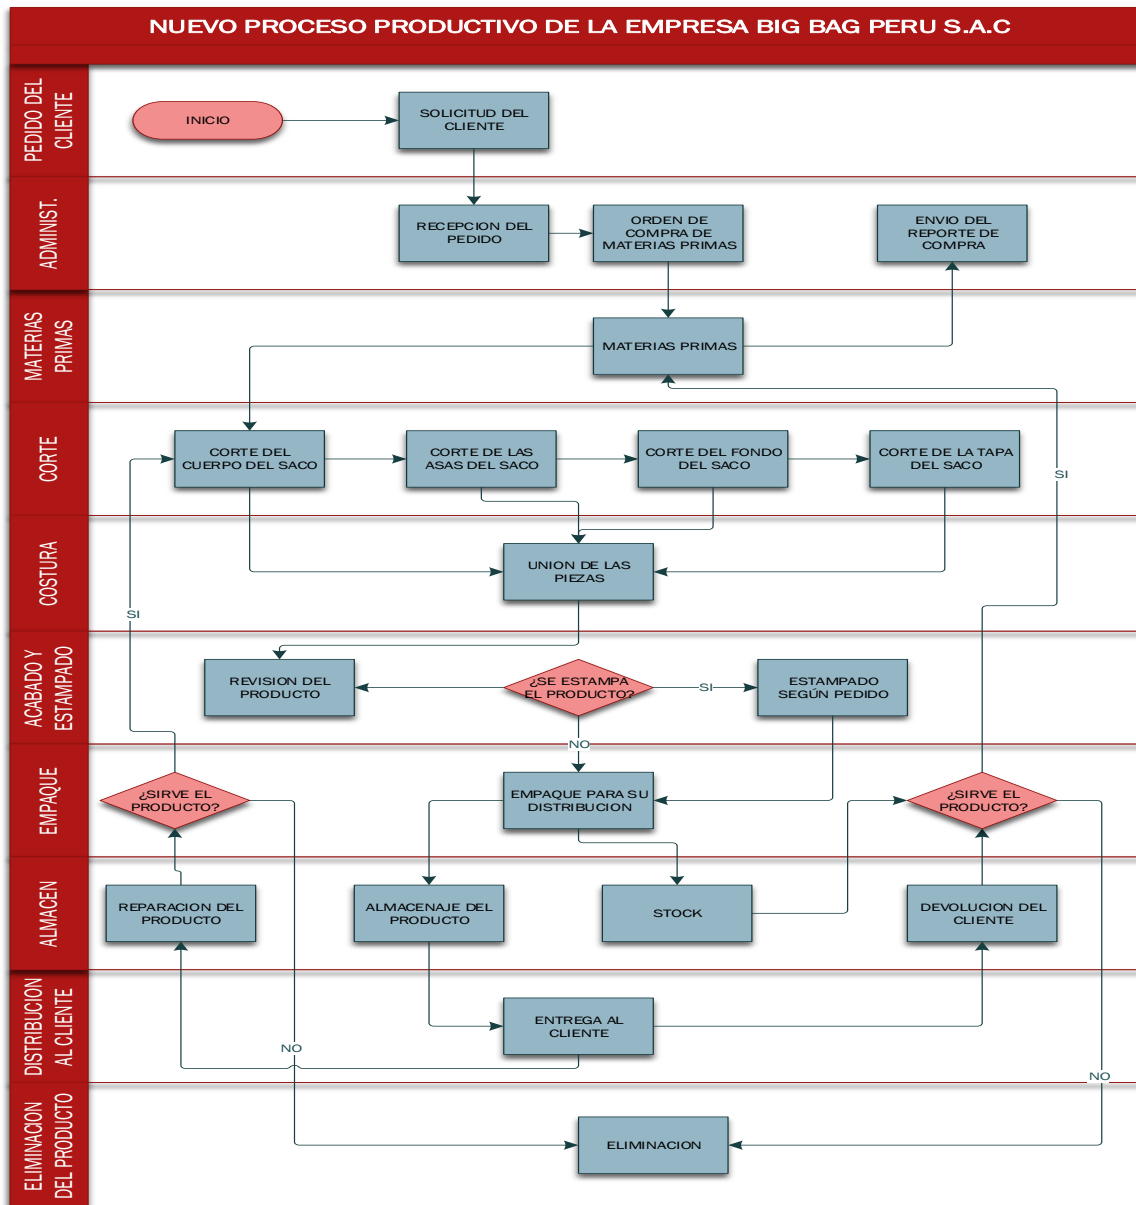 NUEVO PROCESO PRODUCTIVO DE LA EMPRESA BIG BAG PERU S.A.C
PEDIDO DEL
CLIENTE
INICIO
SOLICITUD DEL
CLIENTE
ADMINIST.
RECEPCION DEL
PEDIDO
ORDEN DE
COMPRA DE
MATERIAS PRIMAS
ENVIO DEL
REPORTE DE
COMPRA
MATERIAS
PRIMAS
MATERIAS PRIMAS
CORTE
CORTE DEL
CUERPO DEL SACO
CORTE DE LAS
ASAS DEL SACO
CORTE DEL FONDO
DEL SACO
CORTE DE LA TAPA
DEL SACO
SI
COSTURA
UNION DE LAS
PIEZAS
SI
ACABADO Y
ESTAMPADO
REVISION DEL
PRODUCTO
¿SE ESTAMPA
EL PRODUCTO?
SI
ESTAMPADO
SEGÚN PEDIDO
NO
EMPAQUE
¿SIRVE EL
PRODUCTO?
EMPAQUE PARA SU
DISTRIBUCION
¿SIRVE EL
PRODUCTO?
ALMACEN
REPARACION DEL
PRODUCTO
ALMACENAJE DEL
PRODUCTO
STOCK
DEVOLUCION DEL
CLIENTE
DISTRIBUCION
AL CLIENTE
ENTREGA AL
CLIENTE
NO
NO
ELIMINACION
DEL PRODUCTO
ELIMINACION